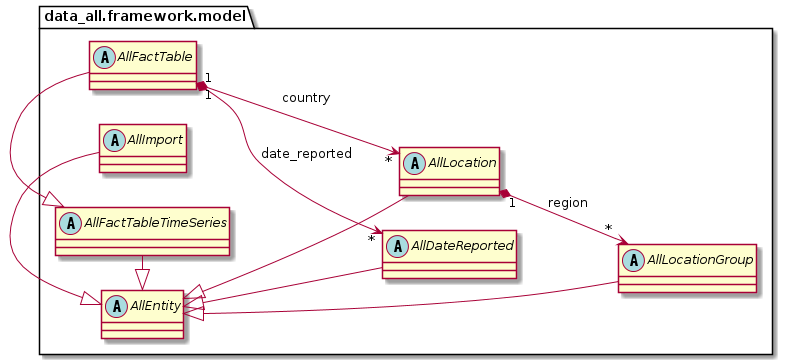 data_all.framework.model
A AllFactTable
1
1
country
A AllImport
date_reported
*
A AllLocation
1
region
A AllFactTableTimeSeries
*
*
A AllDateReported
A AllLocationGroup
A AllEntity